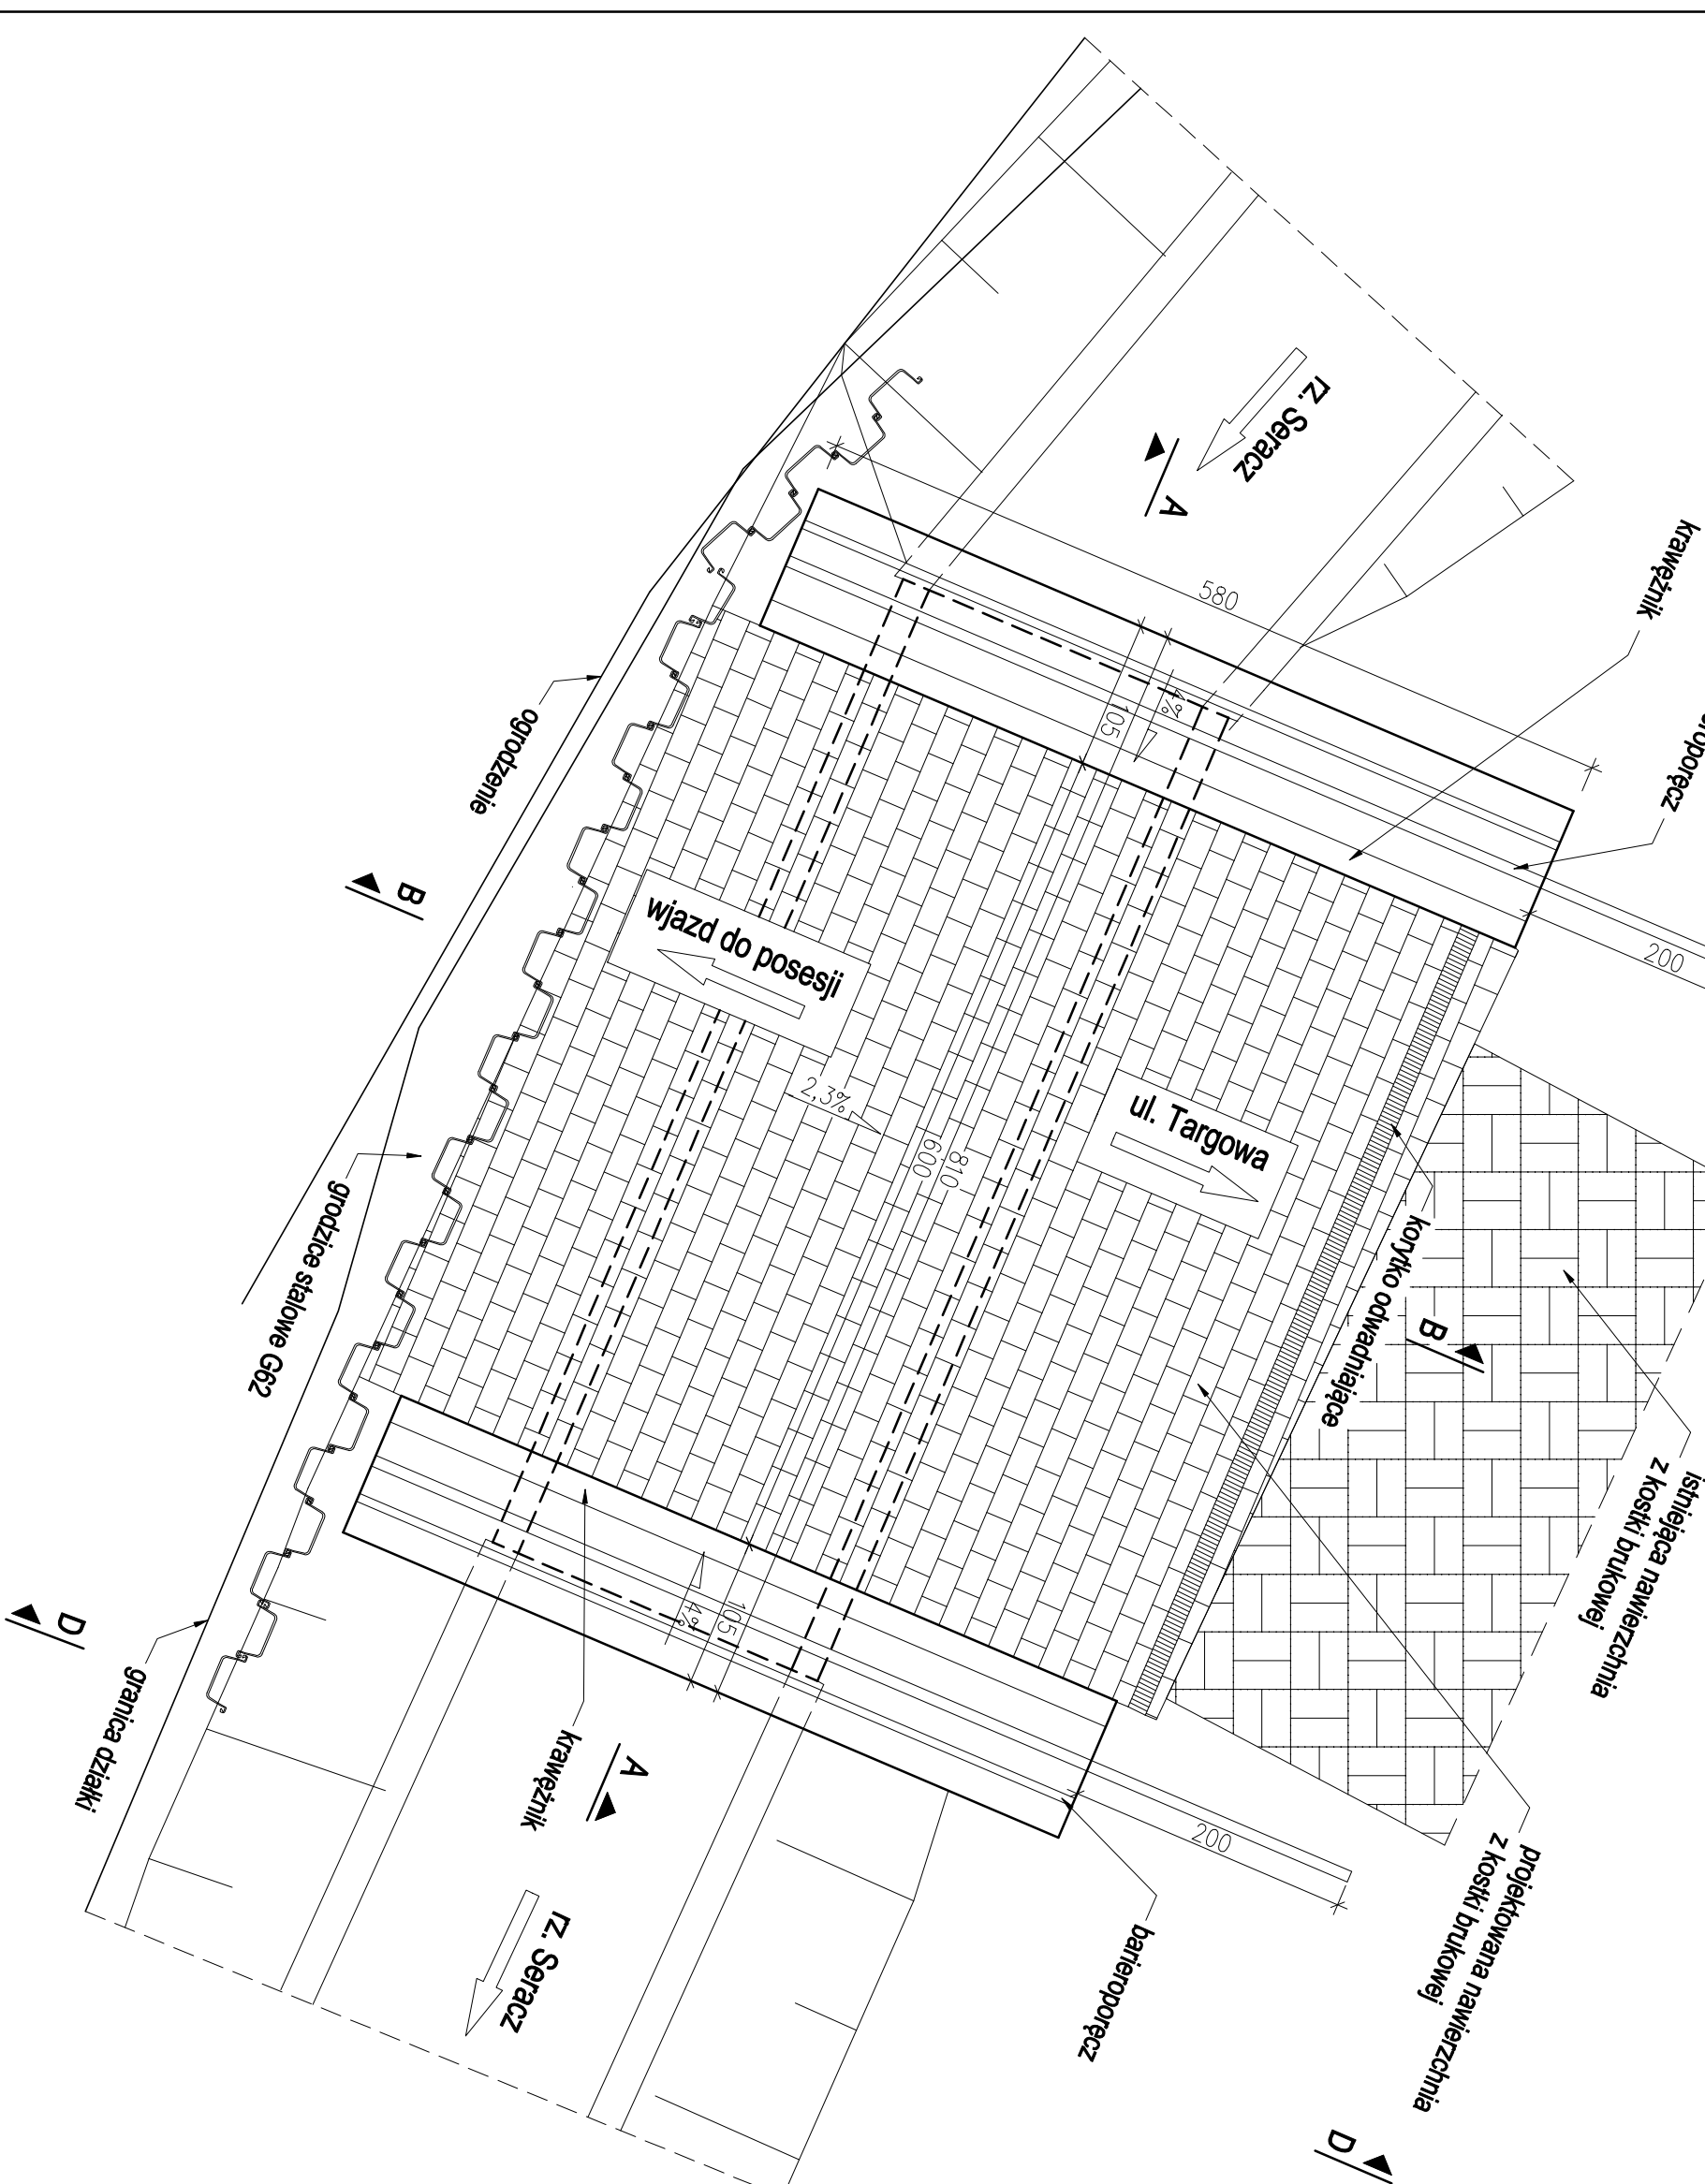 rz. Seracz
A
krawężnik
580
4%
105
200
ogrodzenie
B
wjazd do posesji
2,3%
600
810
ul. Targowa
korytko odwadniające
B
grodzice stalowe G62
istniejąca nawierzchnia
z kostki brukowej
projektowana nawierzchnia
z kostki brukowej
4%
105
krawężnik
A
200
barieroporęcz
rz. Seracz
granica działki
D
D